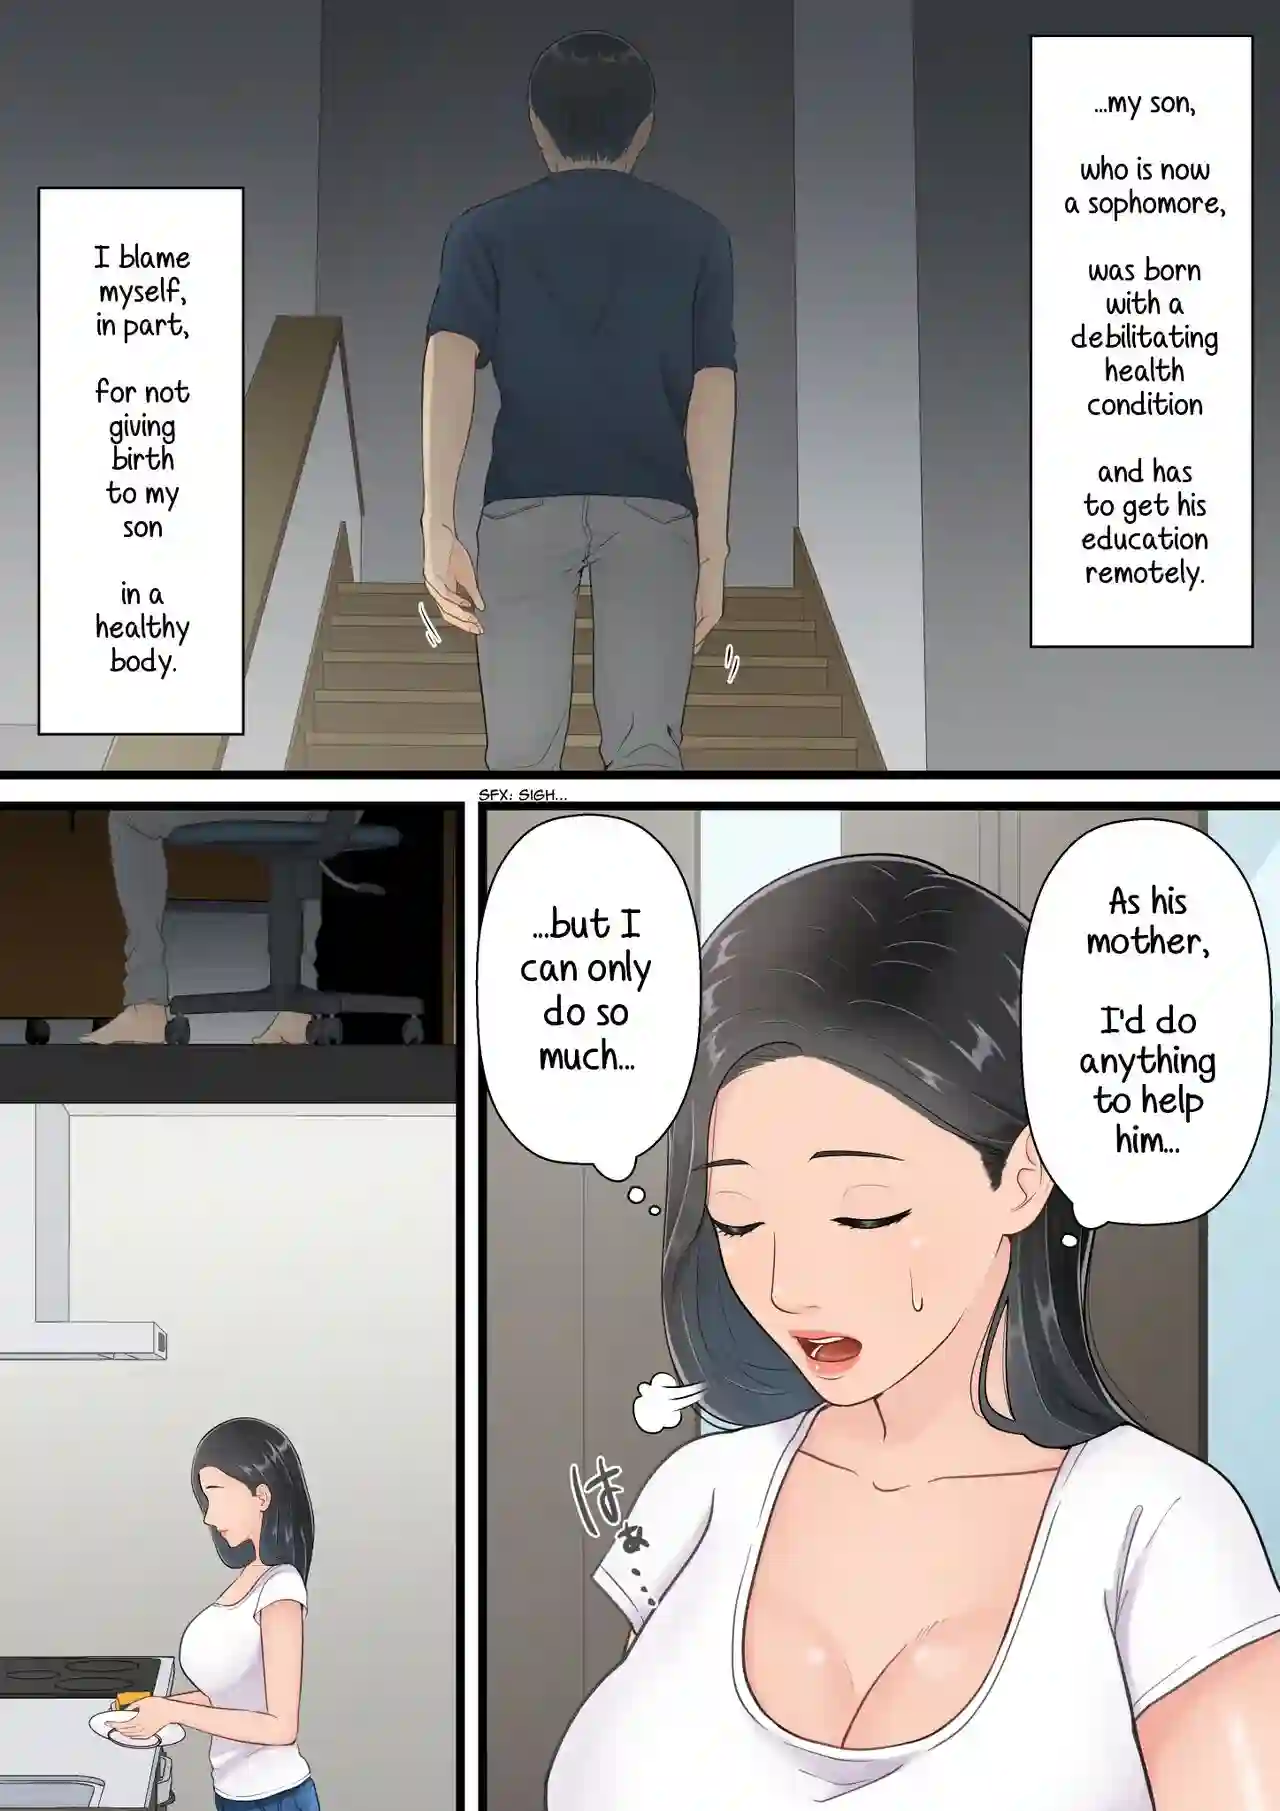 ...my son,
who is now
a sophomore,
was born
with a
debilitating
health
condition
and has
to get his
education
remotely.
I blame
myself,
in part,
for not
giving
birth
to my
son
in a
healthy
body.
SFX: SIGH...
As his
mother,
I'd do
anything
to help
him...
...but I
can only
do so
much...
はぁ...